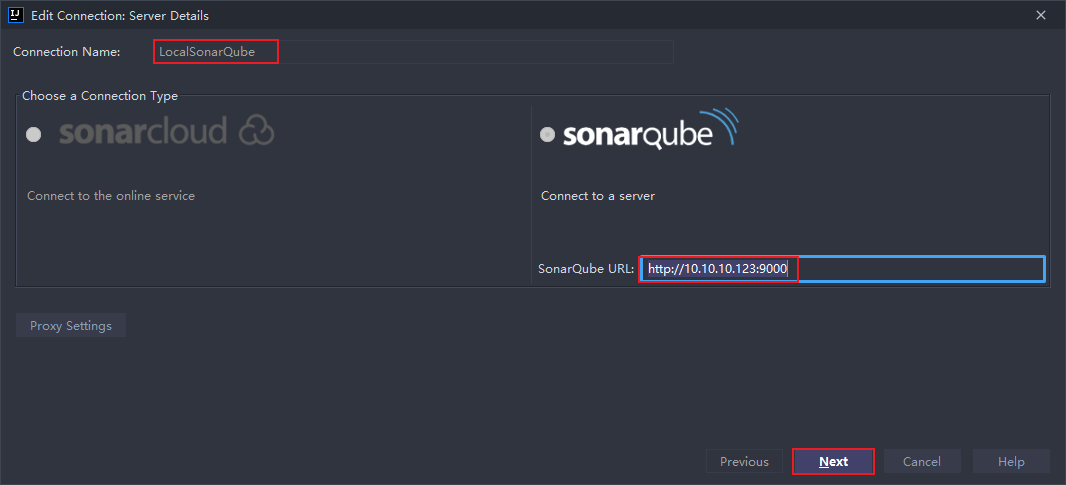 IJ
Edit Connection: Server Details
Connection Name: LocalSonarQube
Choose a Connection Type
sonarcloud
sonarqube
Connect to the online service
Connect to a server
SonarQube URL: http://10.10.10.123:9000
Proxy Settings
Previous Next Cancel Help